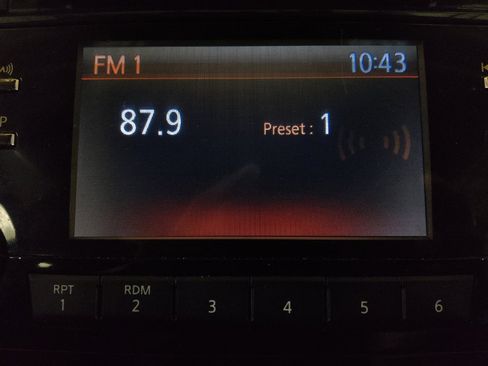 FM 1 10:43
87.9 Preset : 1
RPT RDM
1 2 3 4 5 6